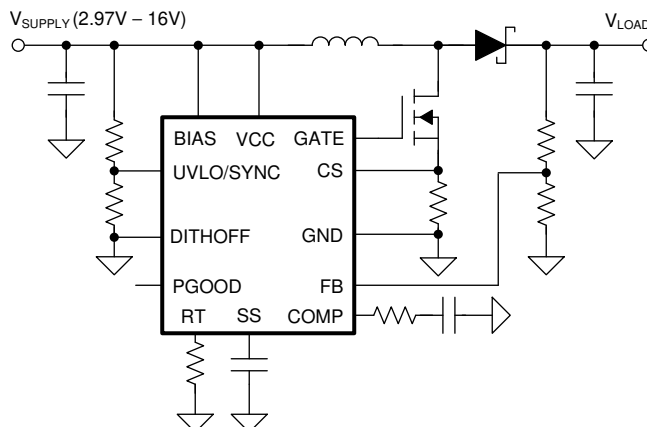 VSUPPLY (2.97V – 16V)
VLOAD
BIAS VCC GATE
UVLO/SYNC CS
DITHOFF GND
PGOOD FB
RT SS COMP